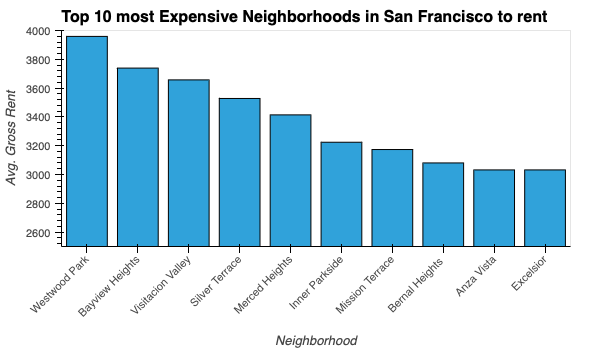 Top 10 most Expensive Neighborhoods in San Francisco to rent
Avg. Gross Rent
4000
3800
3600
3400
3200
3000
2800
2600
Westwood Park
Bayview Heights
Visitacion Valley
Silver Terrace
Merced Heights
Inner Parkside
Mission Terrace
Bernal Heights
Anza Vista
Excelsior
Neighborhood